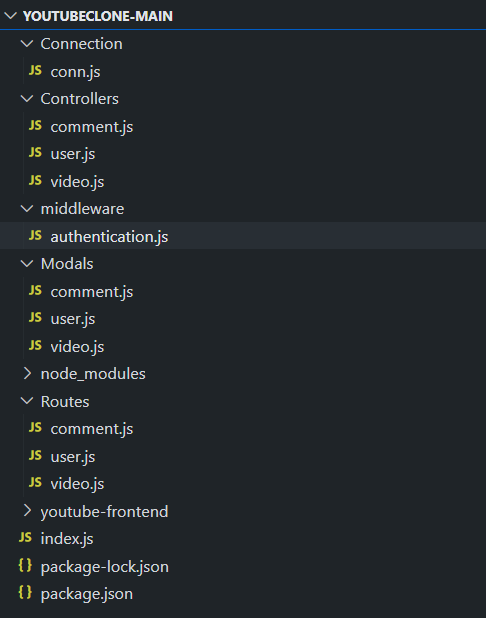 YOUTUBECLONE-MAIN
Connection
JS conn.js
Controllers
JS comment.js
JS user.js
JS video.js
middleware
JS authentication.js
Modals
JS comment.js
JS user.js
JS video.js
node_modules
Routes
JS comment.js
JS user.js
JS video.js
youtube-frontend
JS index.js
{} package-lock.json
{} package.json